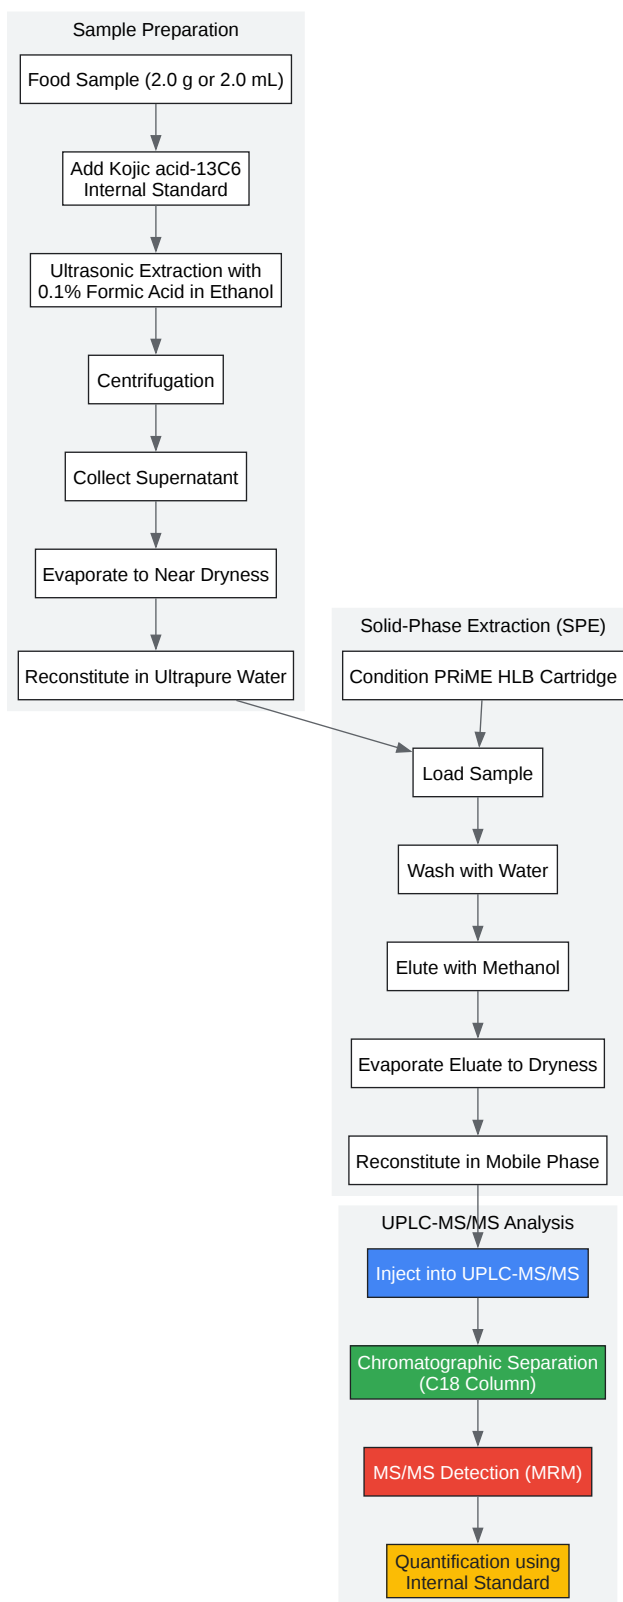 Sample Preparation
Food Sample (2.0 g or 2.0 mL)
Add Kojic acid-13C6
Internal Standard
Ultrasonic Extraction with
0.1% Formic Acid in Ethanol
Centrifugation
Collect Supernatant
Evaporate to Near Dryness
Reconstitute in Ultrapure Water
Solid-Phase Extraction (SPE)
Condition PRiME HLB Cartridge
Load Sample
Wash with Water
Elute with Methanol
Evaporate Eluate to Dryness
Reconstitute in Mobile Phase
UPLC-MS/MS Analysis
Inject into UPLC-MS/MS
Chromatographic Separation
(C18 Column)
MS/MS Detection (MRM)
Quantification using
Internal Standard